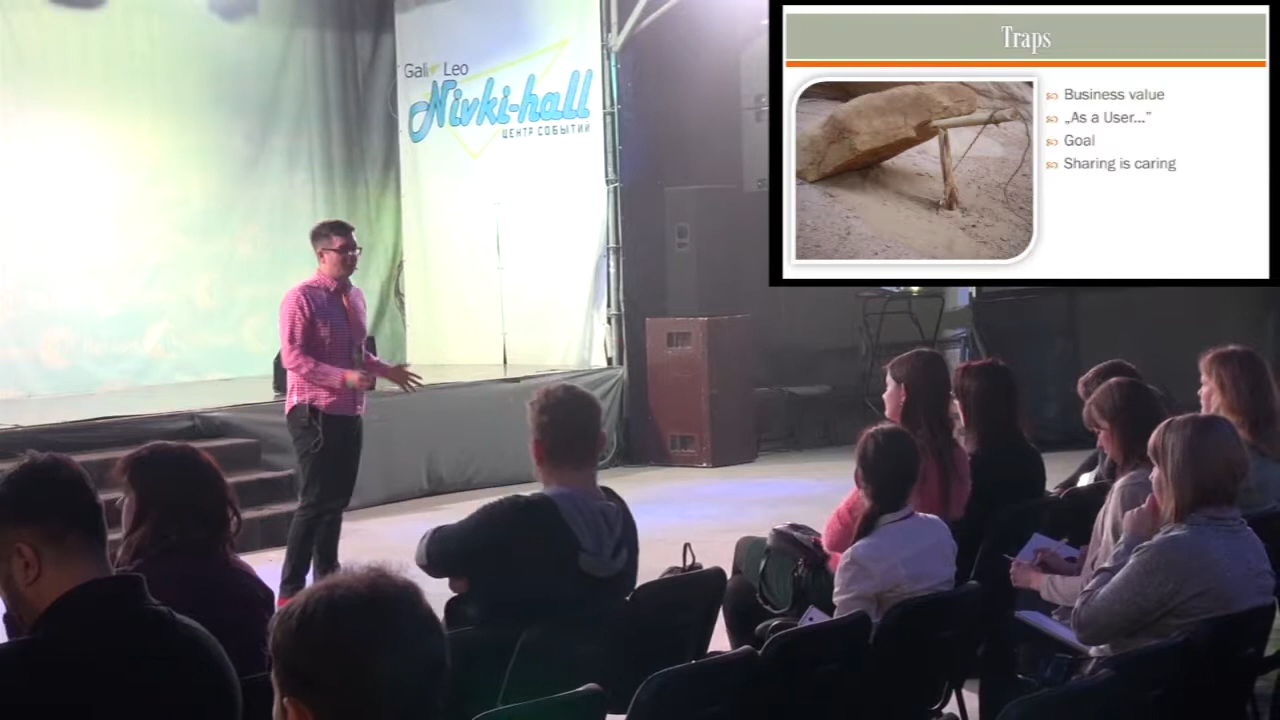 Gali Leo
Nivki-hall
ЦЕНТР СОБЫТИЙ
Traps
Business value
„As a User..."
Goal
Sharing is caring